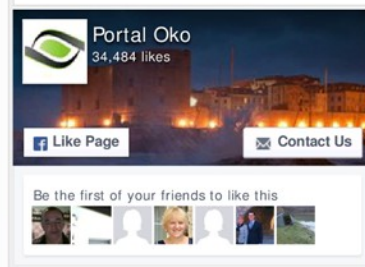 Portal Oko
34,484 likes
Like Page
Contact Us
Be the first of your friends to like this